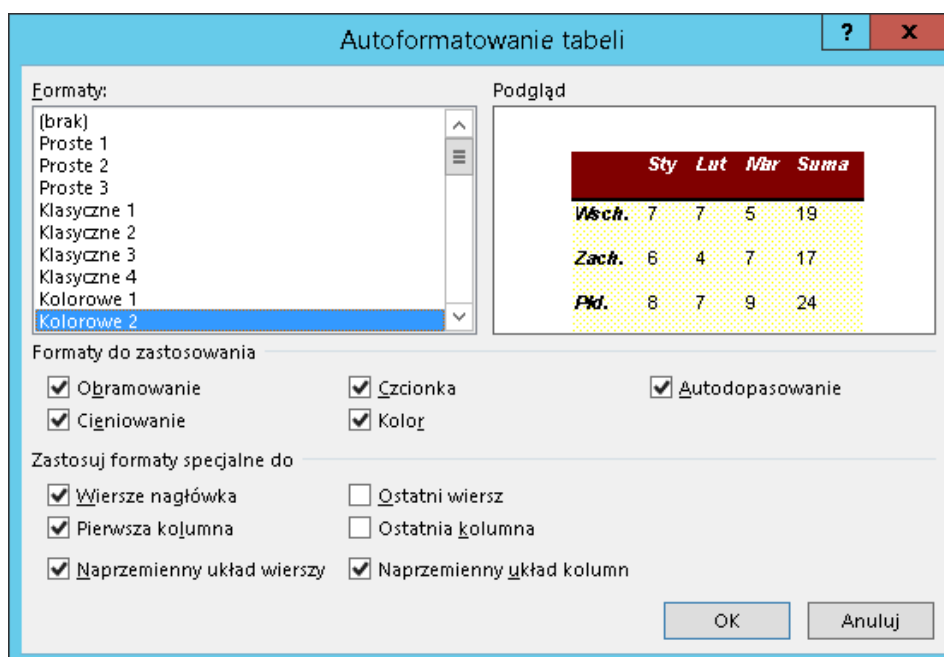 Autoformatowanie tabeli
? x
Formaty: Podgląd
(brak)
Proste 1
Proste 2
Proste 3
Klasyczne 1
Klasyczne 2
Klasyczne 3
Klasyczne 4
Kolorowe 1
Kolorowe 2
Sty Lut Mar Suma
Wsch. 7 7 5 19
Zach. 6 4 7 17
Płd. 8 7 9 24
Formaty do zastosowania
Obramowanie Czcionka Autodopasowanie
Cieniowanie Kolor
Zastosuj formaty specjalne do
Wiersze nagłówka Ostatni wiersz
Pierwsza kolumna Ostatnia kolumna
Naprzemienny układ wierszy Naprzemienny układ kolumn
OK Anuluj